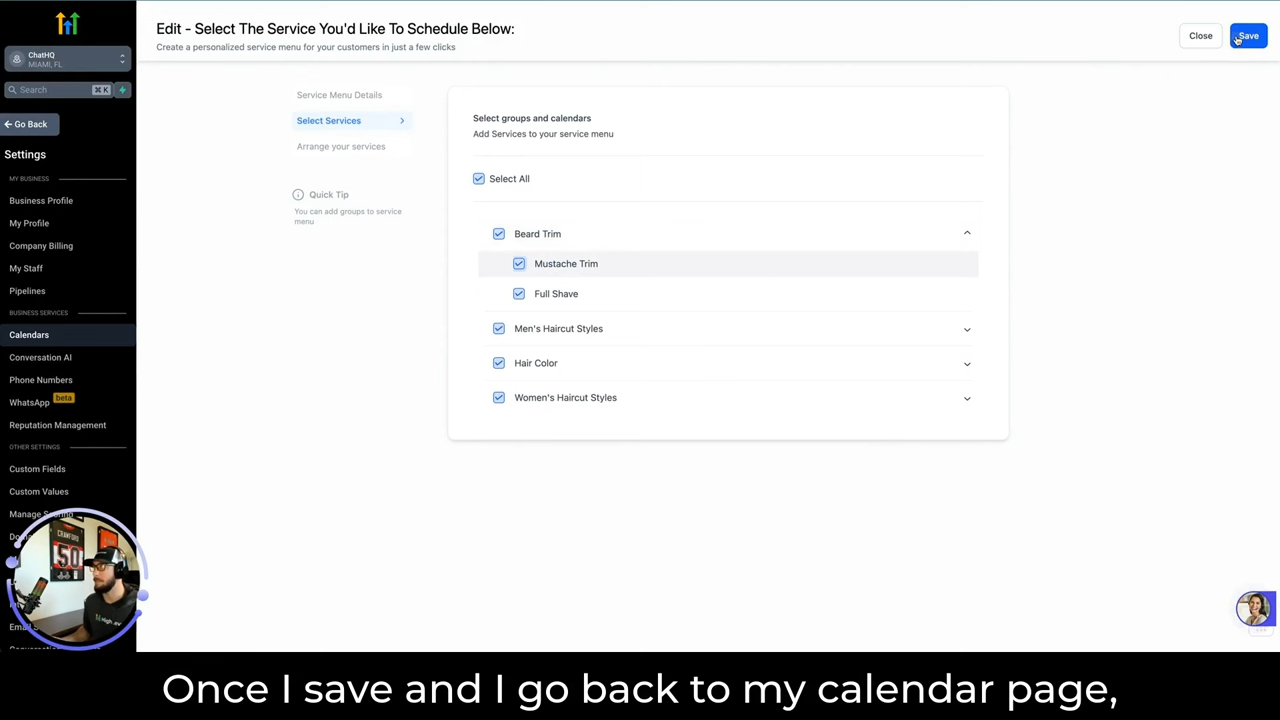 Edit - Select The Service You'd Like To Schedule Below:
Create a personalized service menu for your customers in just a few clicks
Close
Save
ChatHQ
MIAMI, FL
Search
⌘ K
Go Back
Settings
MY BUSINESS
Business Profile
My Profile
Company Billing
My Staff
Pipelines
BUSINESS SERVICES
Calendars
Conversation AI
Phone Numbers
WhatsApp beta
Reputation Management
OTHER SETTINGS
Custom Fields
Custom Values
Manage
Service Menu Details
Select Services
Arrange your services
Quick Tip
You can add groups to service
menu
Select groups and calendars
Add Services to your service menu
Select All
Beard Trim
Mustache Trim
Full Shave
Men's Haircut Styles
Hair Color
Women's Haircut Styles
CRAWFORD
50
Once I save and I go back to my calendar page,